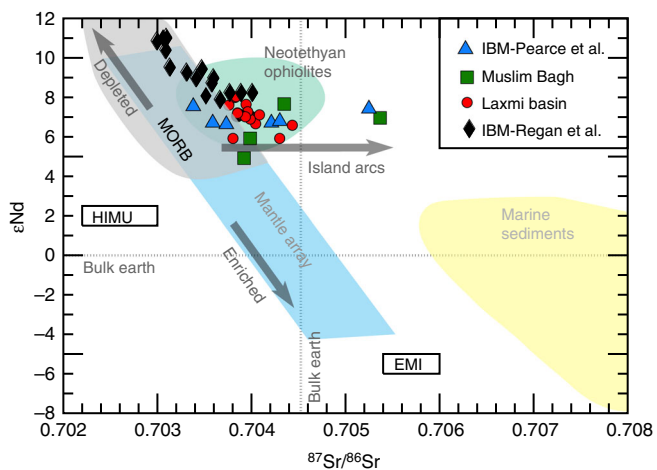 12
10
8
6
4
2
0
−2
−4
−6
−8
εNd
0.702
0.703
0.704
0.705
0.706
0.707
0.708
87Sr/86Sr
IBM-Pearce et al.
Muslim Bagh
Laxmi basin
IBM-Regan et al.
Neotethyan
ophiolites
Depleted
MORB
Island arcs
HIMU
Mantle array
Marine
sediments
Enriched
Bulk earth
Bulk earth
EMI